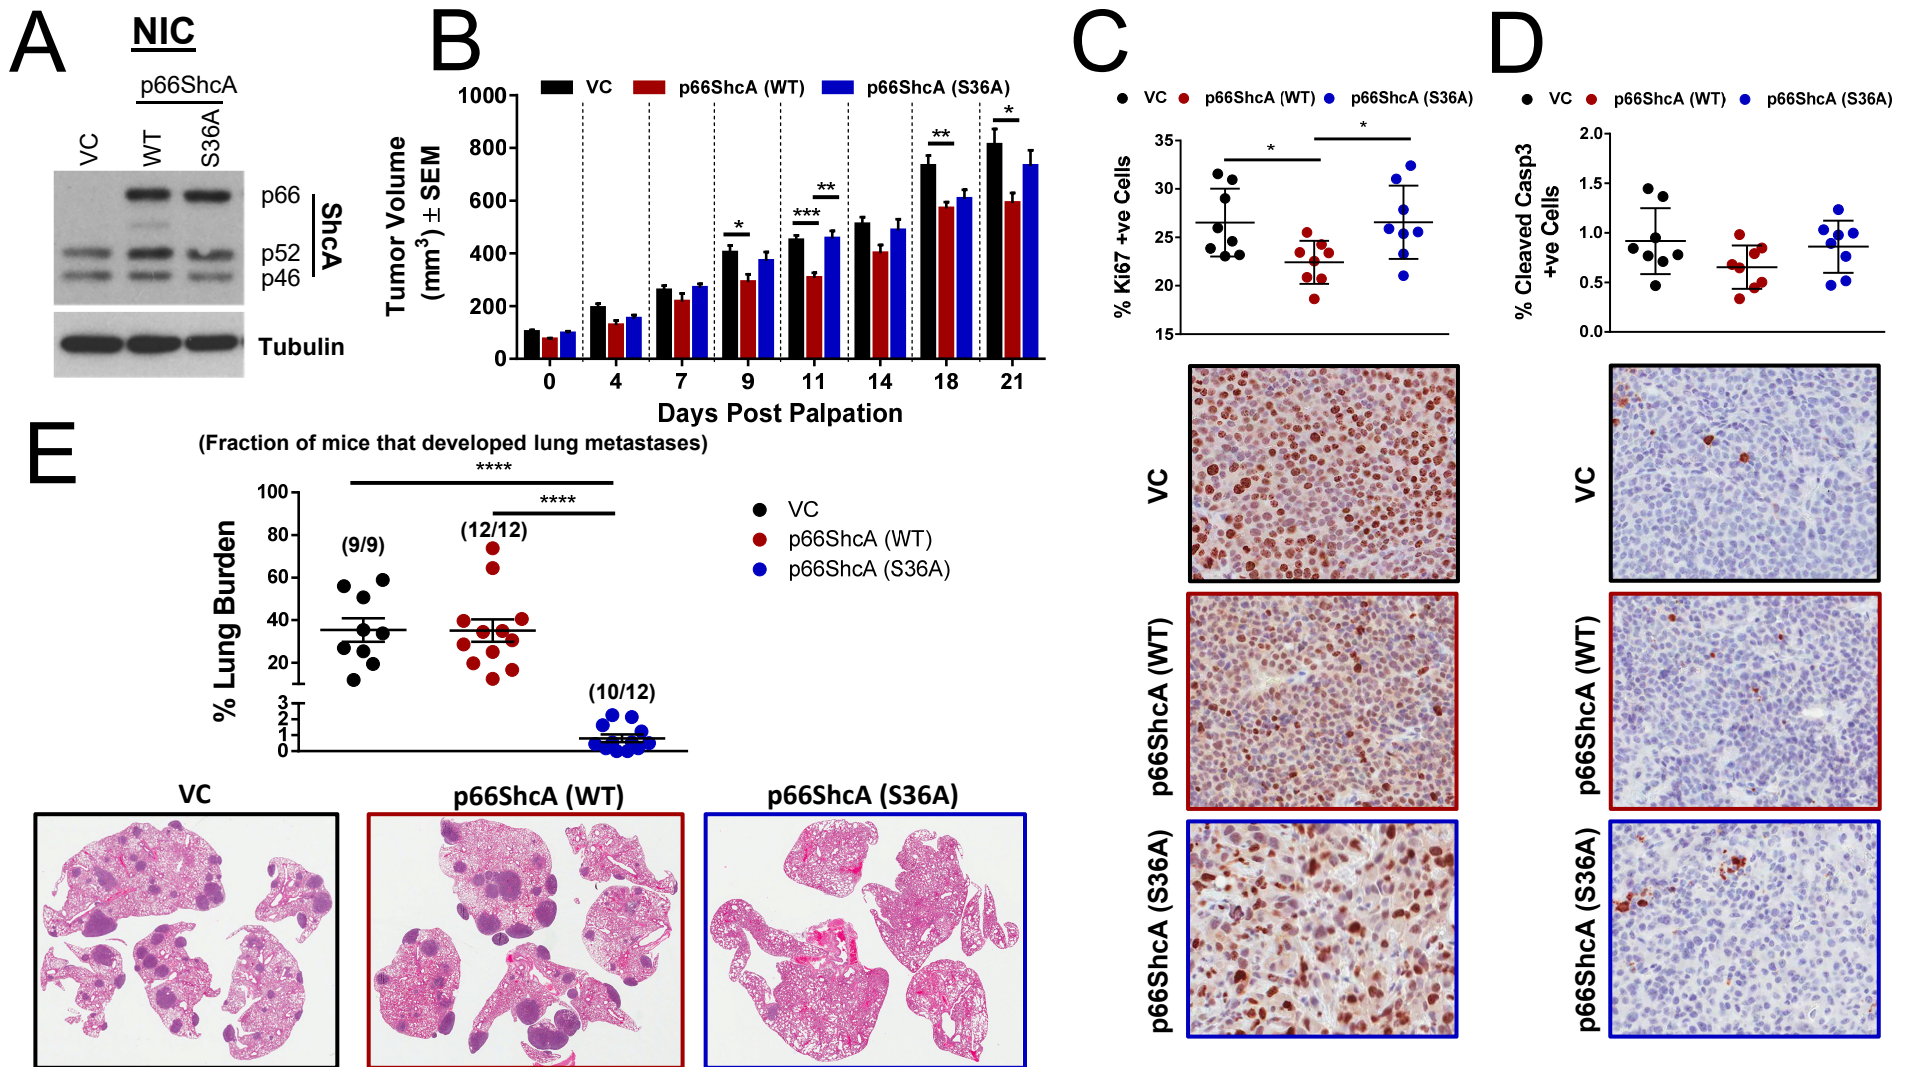 A
NIC
p66ShcA
VC
WT
S36A
p66
p52
p46
ShcA
Tubulin
B
VC
p66ShcA (WT)
p66ShcA (S36A)
Tumor Volume
(mm³) ± SEM
1000
800
600
400
200
0
*
***
**
**
*
0 4 7 9 11 14 18 21
Days Post Palpation
C
VC p66ShcA (WT) p66ShcA (S36A)
% Ki67 +ve Cells
35
30
25
20
15
*
*
VC
p66ShcA (WT)
p66ShcA (S36A)
D
VC p66ShcA (WT) p66ShcA (S36A)
% Cleaved Casp3
+ve Cells
2.0
1.5
1.0
0.5
0.0
VC
p66ShcA (WT)
p66ShcA (S36A)
E
(Fraction of mice that developed lung metastases)
****
****
% Lung Burden
100
80
60
40
20
3
2
1
0
(9/9)
(12/12)
(10/12)
VC
p66ShcA (WT)
p66ShcA (S36A)
VC
p66ShcA (WT)
p66ShcA (S36A)